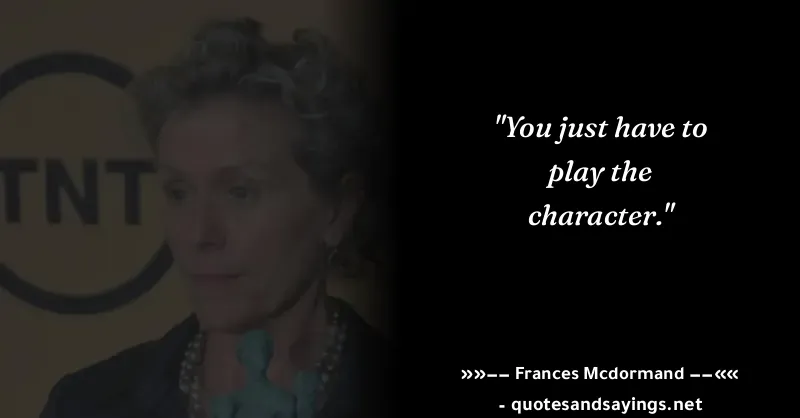 TNT
"You just have to
play the
character."
»»–– Frances Mcdormand ––««
- quotesandsayings.net